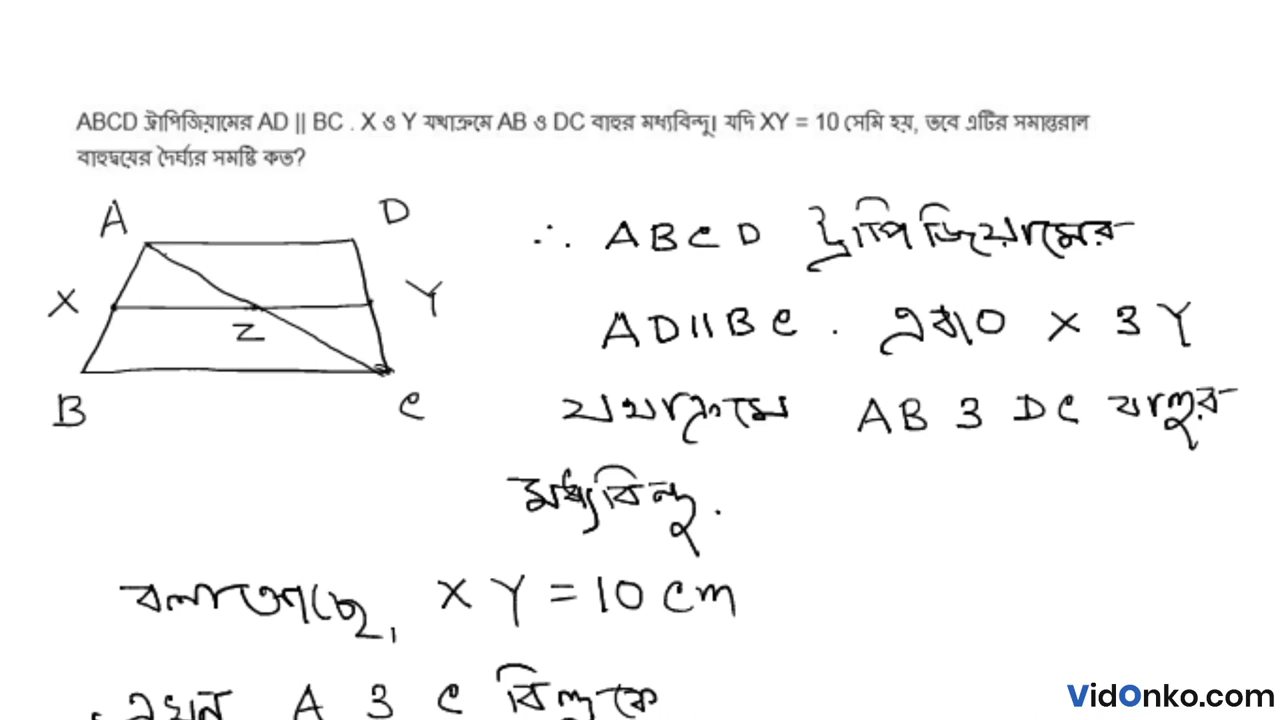 ABCD ট্রাপিজিয়ামের AD || BC . X ও Y যথাক্রমে AB ও DC বাহুর মধ্যবিন্দু। যদি XY = 10 সেমি হয়, তবে এটির সমান্তরাল
বাহুদ্বয়ের দৈর্ঘ্যর সমষ্টি কত?
A
D
X
Y
Z
B
C
∴ ABCD ট্রাপিজিয়ামের
AD||BC . এবং X ও Y
যথাক্রমে AB ও DC বাহুর
মধ্যবিন্দু .
বলা আছে, XY = 10 cm
এখন A ও C বিন্দুকে
VidOnko.com